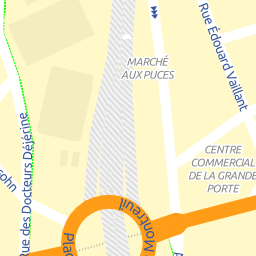 MARCHÉ
AUX PUCES
Rue Édouard Vaillant
CENTRE
COMMERCIAL
DE LA GRANDE
PORTE
Rue des Docteurs Déjérine
Montreuil